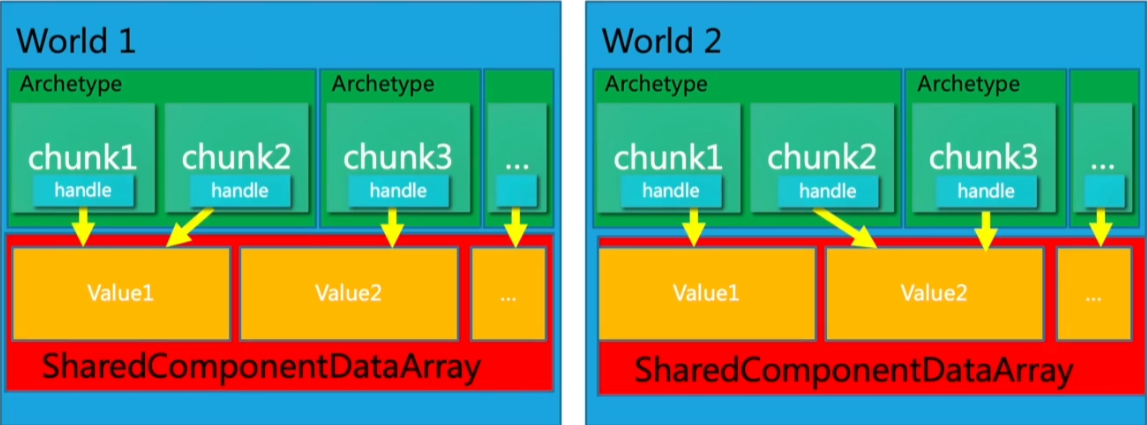 World 1
Archetype
Archetype
chunk1
chunk2
chunk3
...
handle
handle
handle
Value1
Value2
...
SharedComponentDataArray
World 2
Archetype
Archetype
chunk1
chunk2
chunk3
...
handle
handle
handle
Value1
Value2
...
SharedComponentDataArray